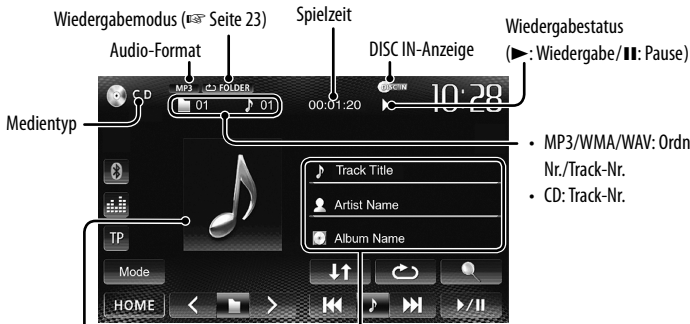 Wiedergabemodus (☞ Seite 23)
Spielzeit
Wiedergabestatus
Audio-Format
DISC IN-Anzeige
(►: Wiedergabe/❚❚: Pause)
Medientyp
CD
MP3
FOLDER
01
01
00:01:20
DISC IN
10:28
• MP3/WMA/WAV: Ordn
Nr./Track-Nr.
• CD: Track-Nr.
Track Title
Artist Name
TP
Album Name
Mode
HOME